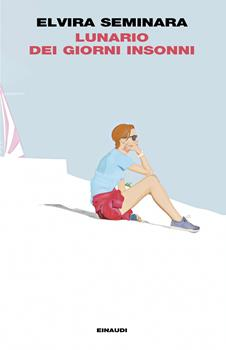 ELVIRA SEMINARA
LUNARIO
DEI GIORNI INSONNI
EINAUDI